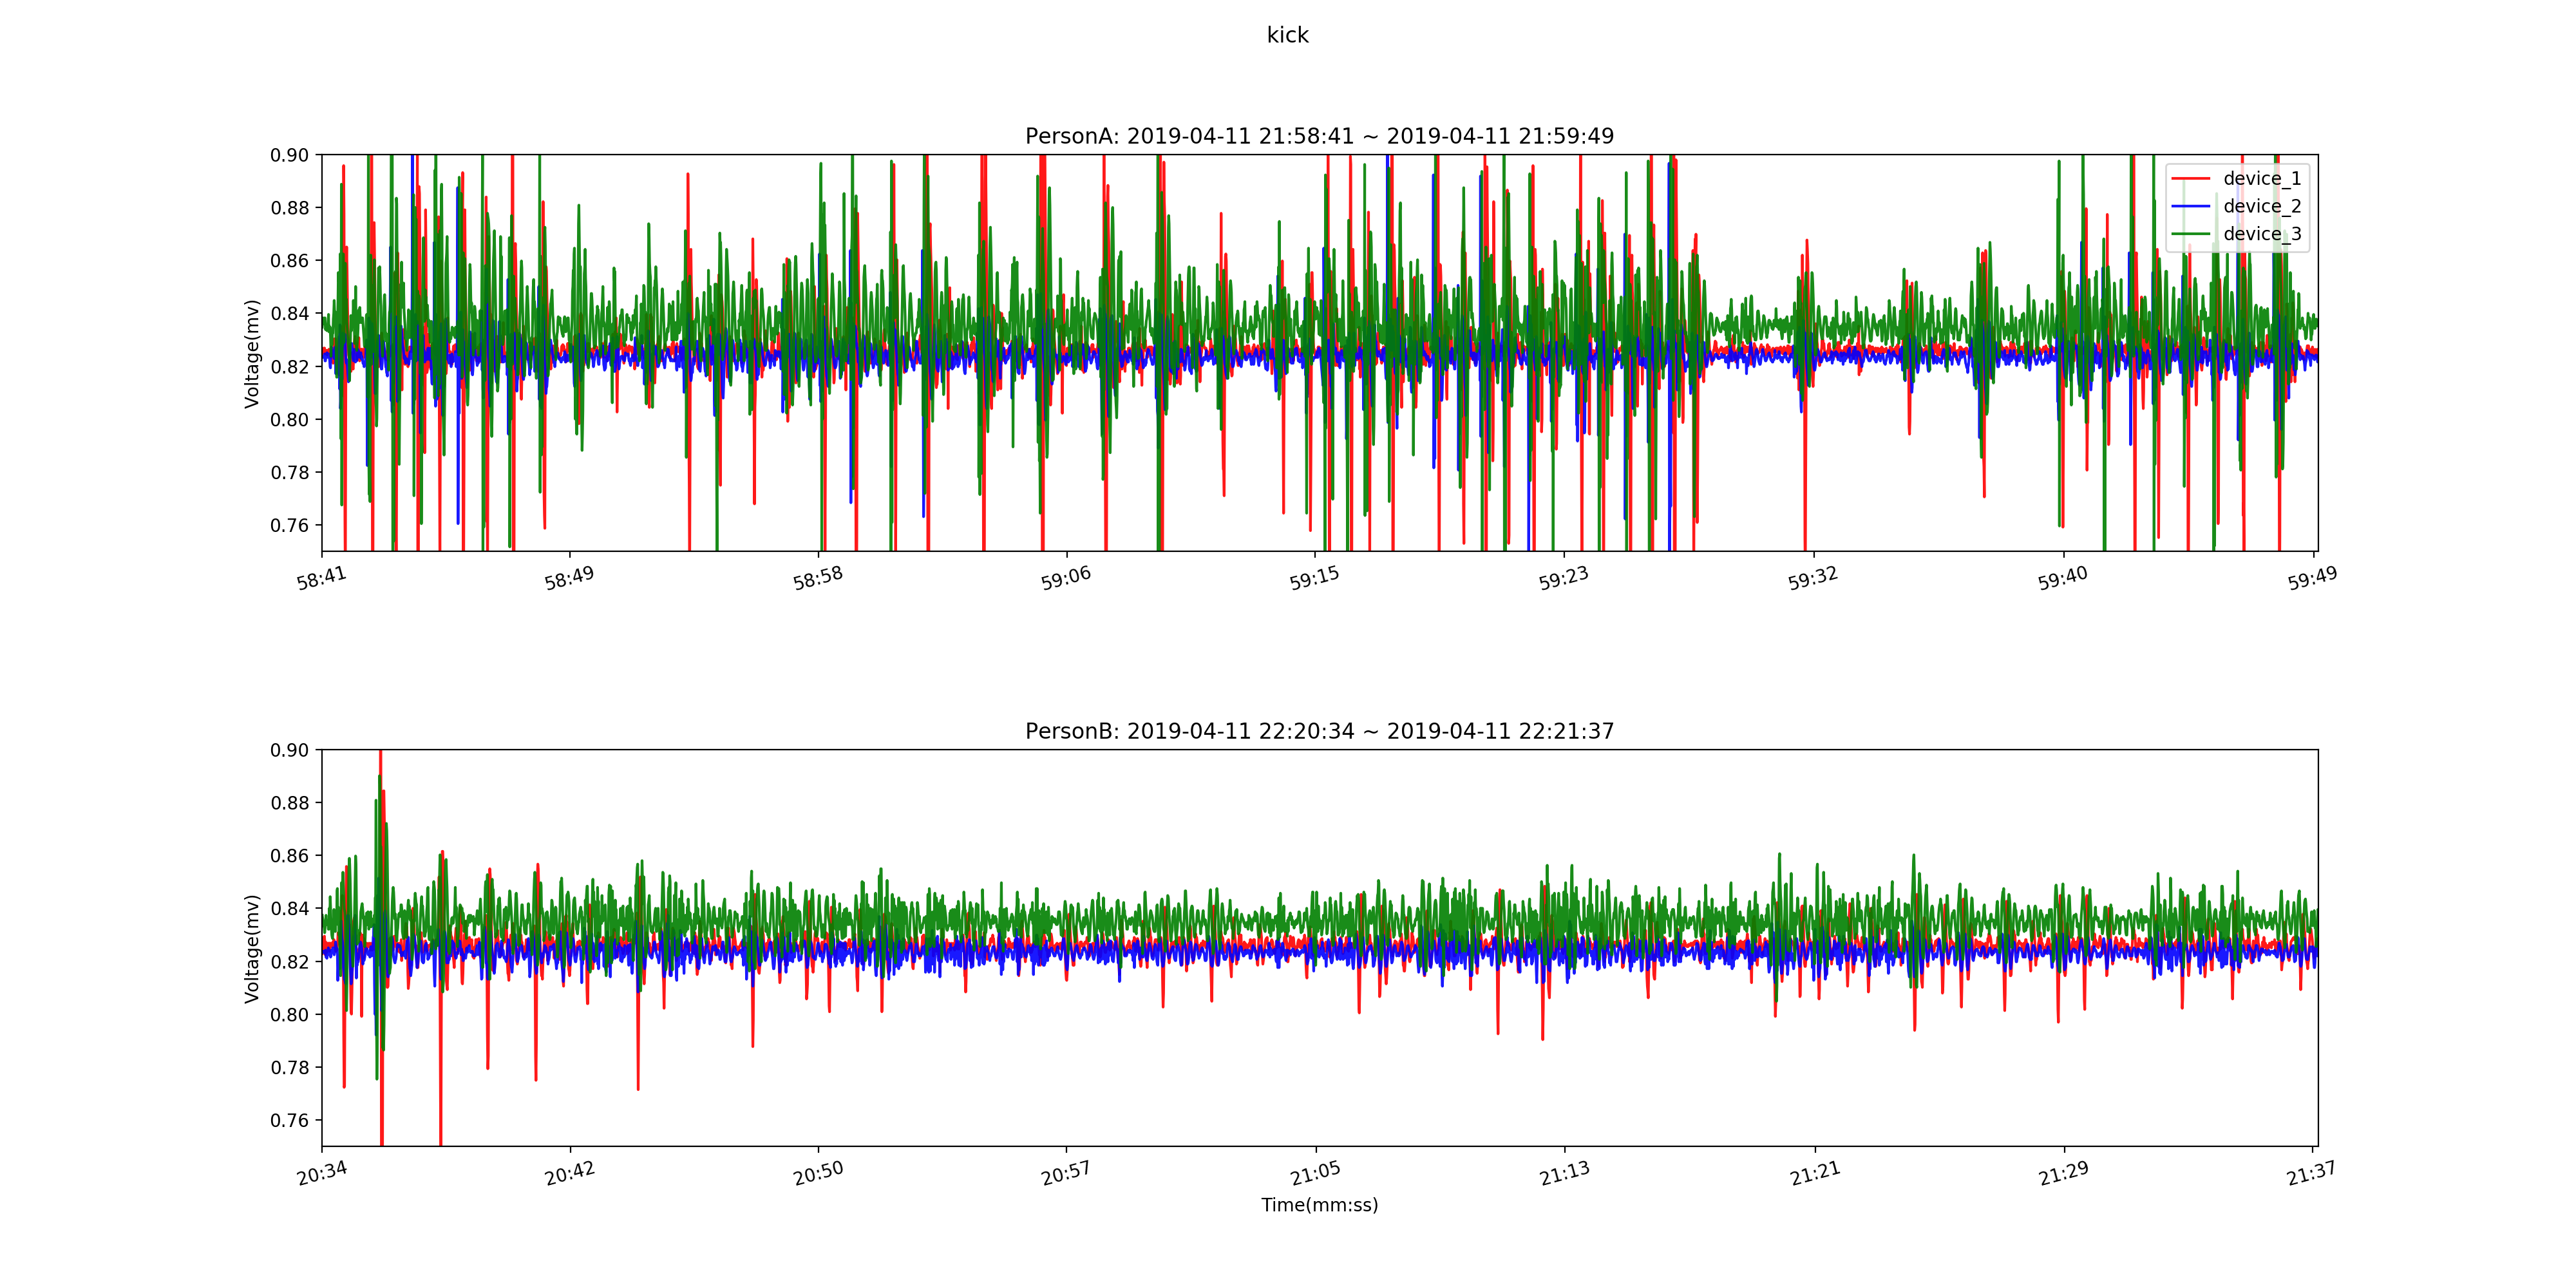 kick
PersonA: 2019-04-11 21:58:41 ~ 2019-04-11 21:59:49
Voltage(mv)
0.90
0.88
0.86
0.84
0.82
0.80
0.78
0.76
device_1
device_2
device_3
58:41 58:49 58:58 59:06 59:15 59:23 59:32 59:40 59:49
PersonB: 2019-04-11 22:20:34 ~ 2019-04-11 22:21:37
Voltage(mv)
0.90
0.88
0.86
0.84
0.82
0.80
0.78
0.76
20:34 20:42 20:50 20:57 21:05 21:13 21:21 21:29 21:37
Time(mm:ss)